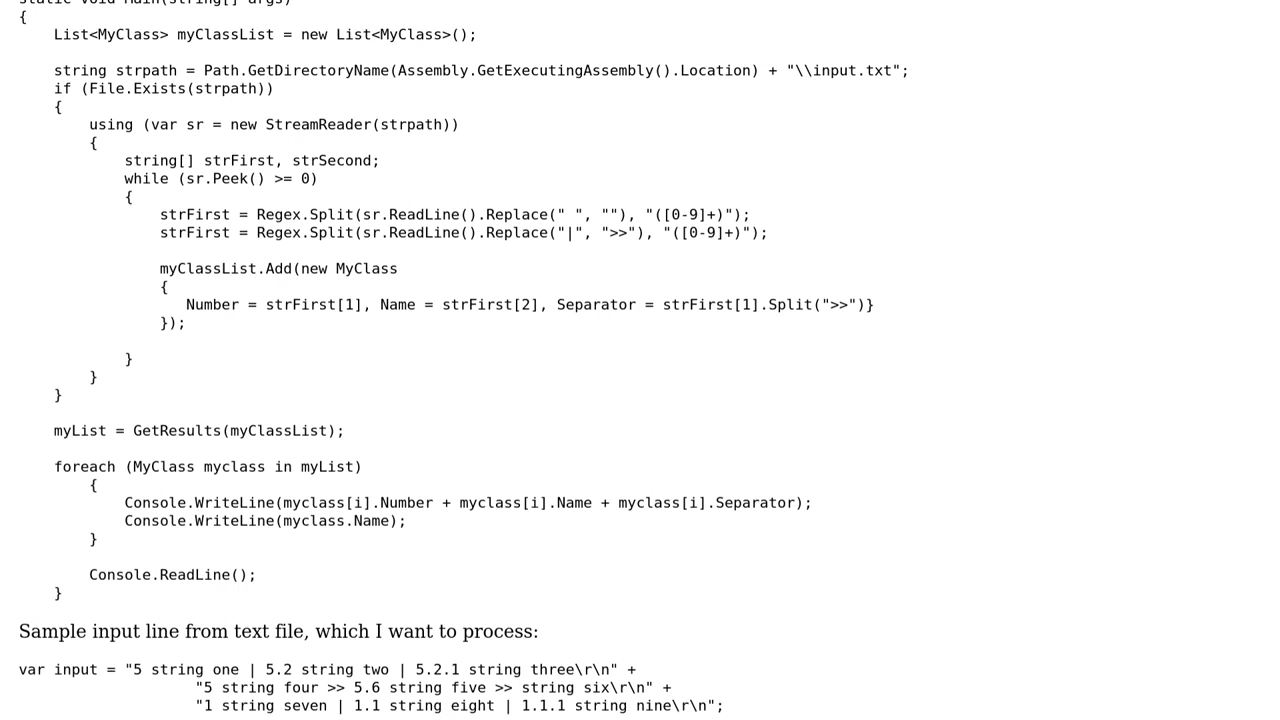 static void Main(string[] args)
{
    List<MyClass> myClassList = new List<MyClass>();

    string strpath = Path.GetDirectoryName(Assembly.GetExecutingAssembly().Location) + "\\input.txt";
    if (File.Exists(strpath))
    {
        using (var sr = new StreamReader(strpath))
        {
            string[] strFirst, strSecond;
            while (sr.Peek() >= 0)
            {
                strFirst = Regex.Split(sr.ReadLine().Replace(" ", ""), "([0-9]+)");
                strFirst = Regex.Split(sr.ReadLine().Replace("|", ">>"), "([0-9]+)");

                myClassList.Add(new MyClass
                {
                   Number = strFirst[1], Name = strFirst[2], Separator = strFirst[1].Split(">>")}
                });

            }
        }
    }

    myList = GetResults(myClassList);

    foreach (MyClass myclass in myList)
        {
            Console.WriteLine(myclass[i].Number + myclass[i].Name + myclass[i].Separator);
            Console.WriteLine(myclass.Name);
        }

        Console.ReadLine();
    }
Sample input line from text file, which I want to process:
var input = "5 string one | 5.2 string two | 5.2.1 string three\r\n" +
                    "5 string four >> 5.6 string five >> string six\r\n" +
                    "1 string seven | 1.1 string eight | 1.1.1 string nine\r\n";